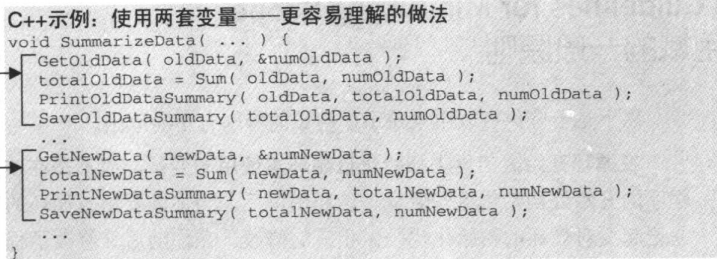 C++示例：使用两套变量——更容易理解的做法
void SummarizeData( ... ) {
GetOldData( oldData, &numOldData );
totalOldData = Sum( oldData, numOldData );
PrintOldDataSummary( oldData, totalOldData, numOldData );
SaveOldDataSummary( totalOldData, numOldData );
...
GetNewData( newData, &numNewData );
totalNewData = Sum( newData, numNewData );
PrintNewDataSummary( newData, totalNewData, numNewData );
SaveNewDataSummary( totalNewData, numNewData );
...
}